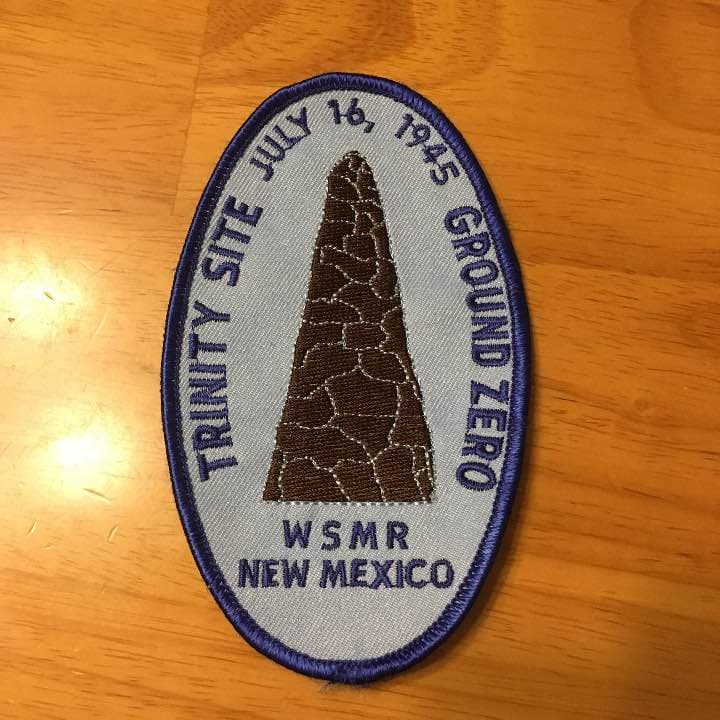 TRINITY SITE JULY 16, 1945 GROUND ZERO
WSMR
NEW MEXICO